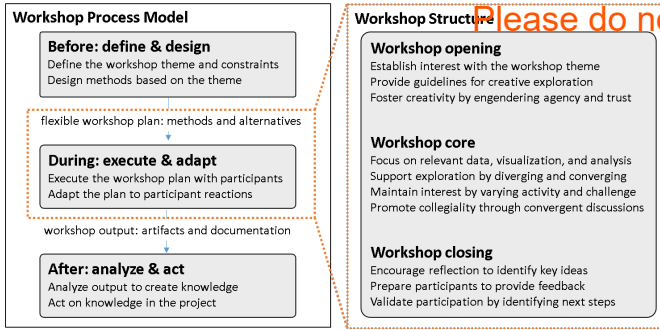 Workshop Process Model
Before: define & design
Define the workshop theme and constraints
Design methods based on the theme
flexible workshop plan: methods and alternatives
During: execute & adapt
Execute the workshop plan with participants
Adapt the plan to participant reactions
workshop output: artifacts and documentation
After: analyze & act
Analyze output to create knowledge
Act on knowledge in the project
Workshop Structure
Please do
Workshop opening
Establish interest with the workshop theme
Provide guidelines for creative exploration
Foster creativity by engendering agency and trust
Workshop core
Focus on relevant data, visualization, and analysis
Support exploration by diverging and converging
Maintain interest by varying activity and challenge
Promote collegiality through convergent discussions
Workshop closing
Encourage reflection to identify key ideas
Prepare participants to provide feedback
Validate participation by identifying next steps